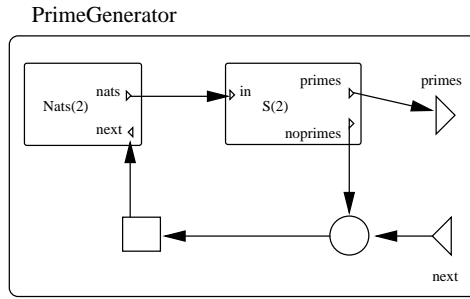 PrimeGenerator
nats
Nats(2)
next
in
S(2)
primes
noprimes
primes
next